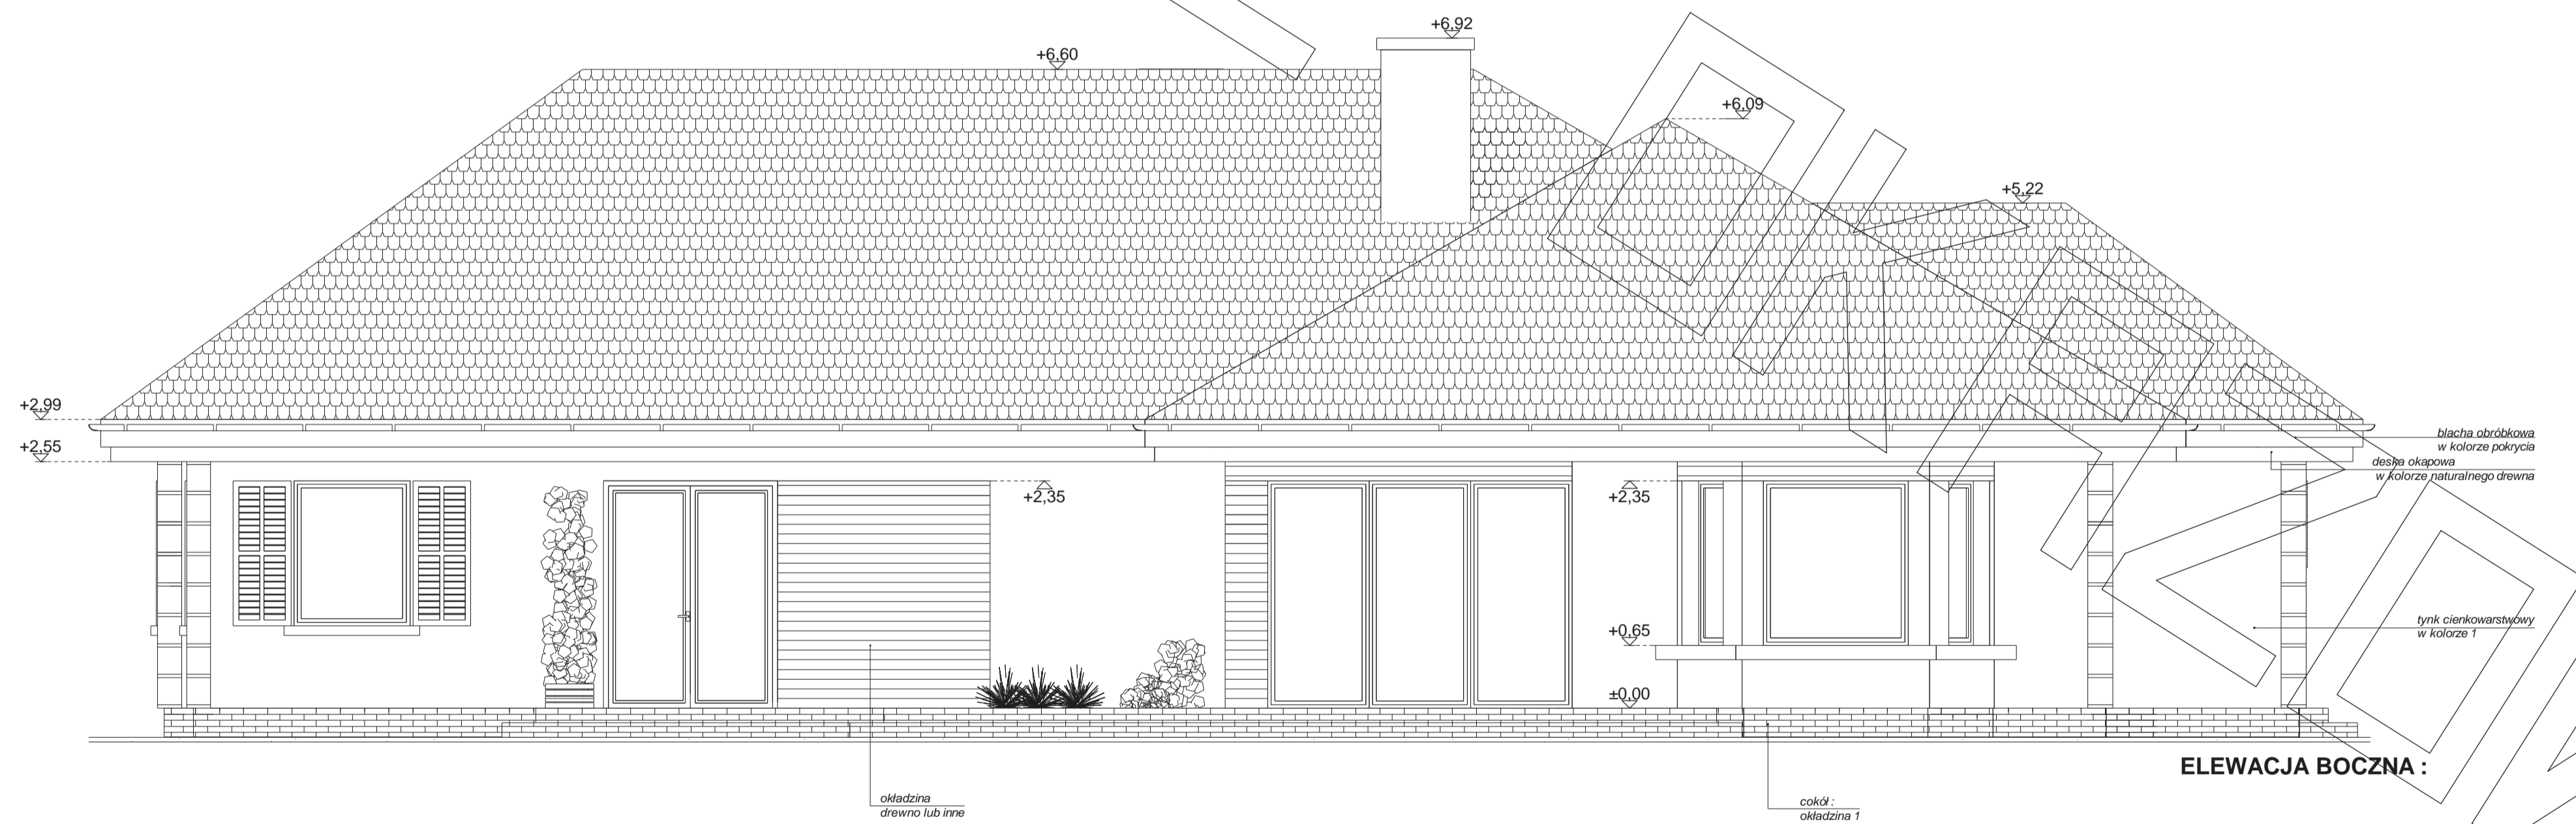 +6,92
+6,60
+6,09
+5,22
+2,99
+2,55
blacha obróbkowa
w kolorze pokrycia
deska okapowa
w kolorze naturalnego drewna
+2,35
+2,35
+0,65
tynk cienkowarstwowy
w kolorze 1
±0,00
ELEWACJA BOCZNA :
okładzina
drewno lub inne
cokół :
okładzina 1